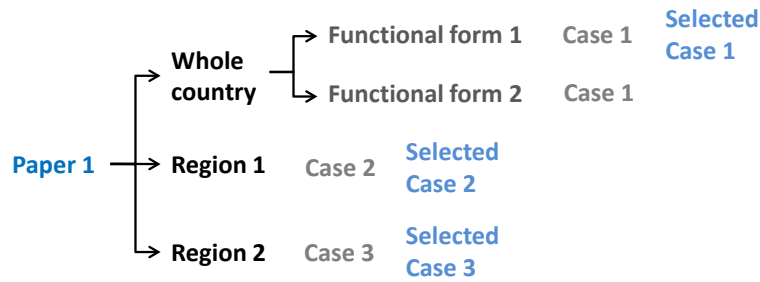 Functional form 1 Case 1 Selected Case 1
Whole country
Functional form 2 Case 1
Paper 1
Region 1 Case 2 Selected Case 2
Region 2 Case 3 Selected Case 3